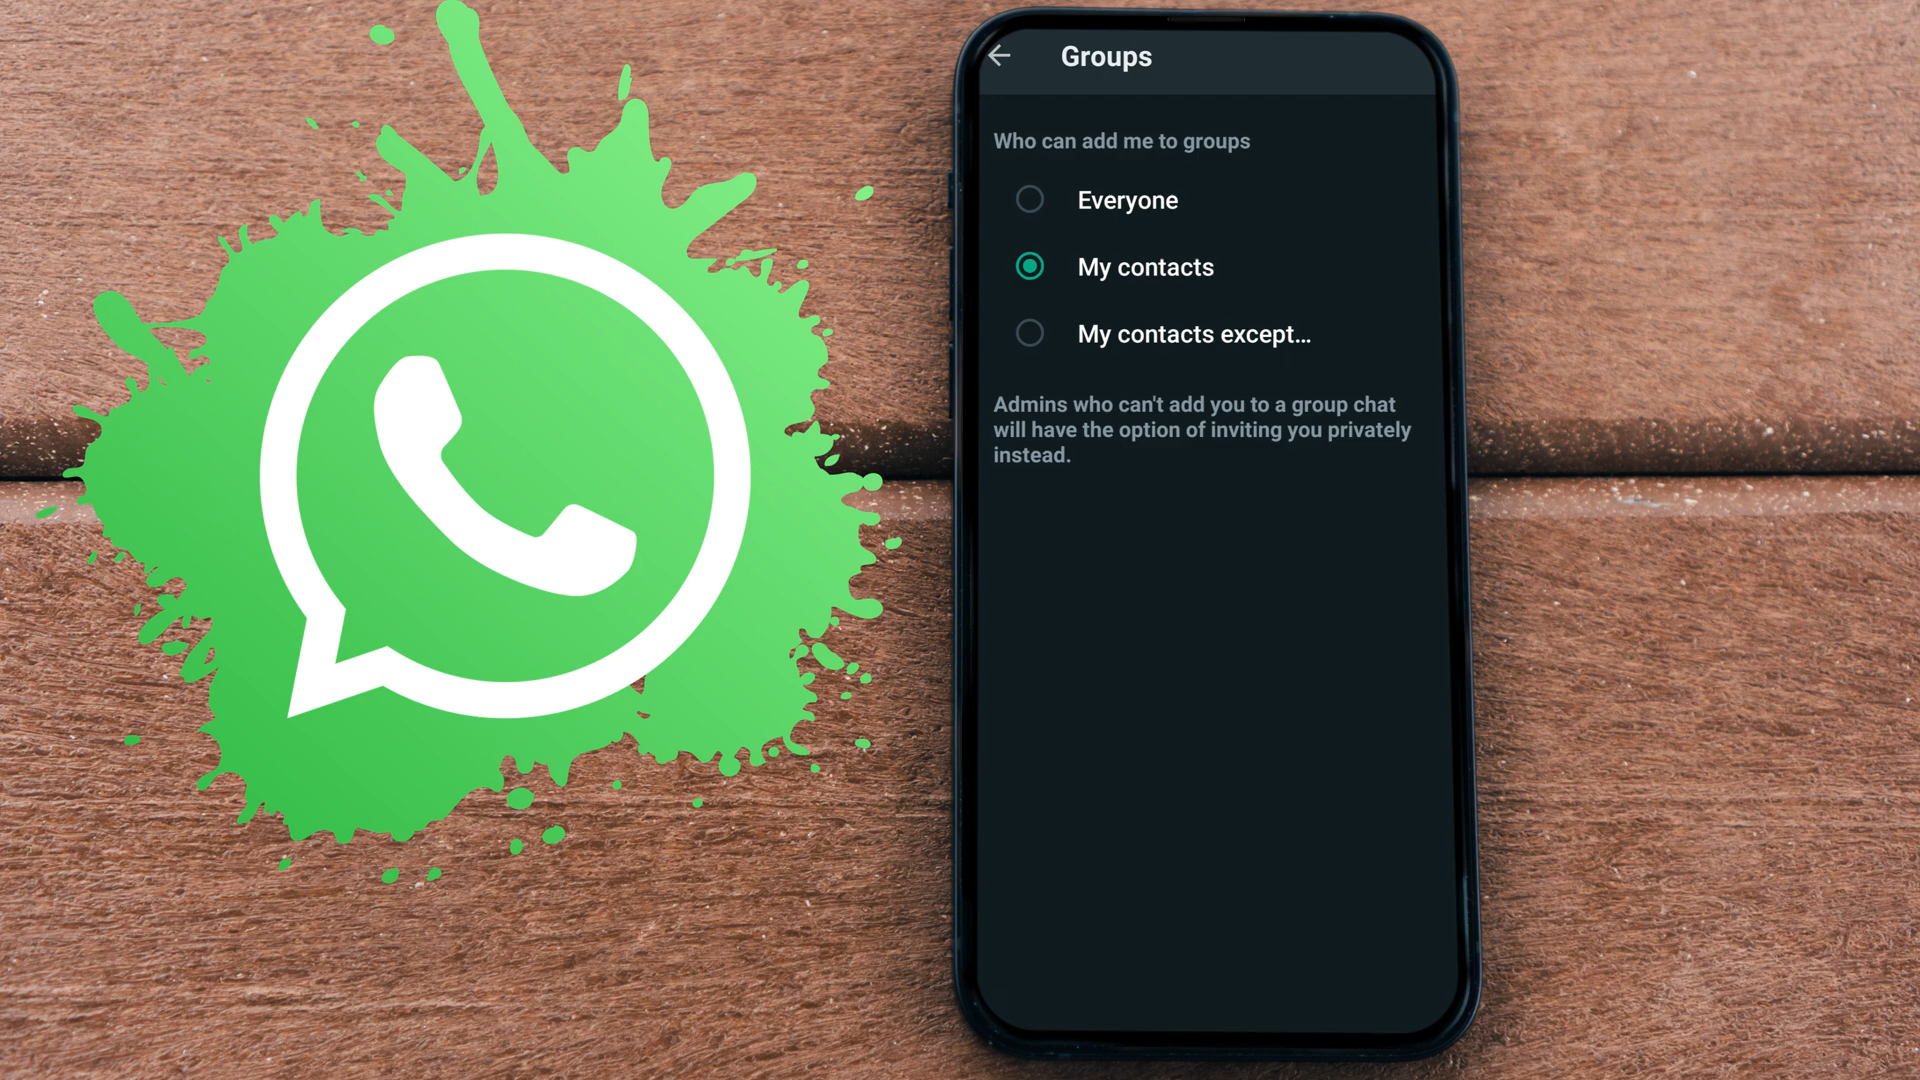 Groups
Who can add me to groups
Everyone
My contacts
My contacts except...
Admins who can't add you to a group chat
will have the option of inviting you privately
instead.